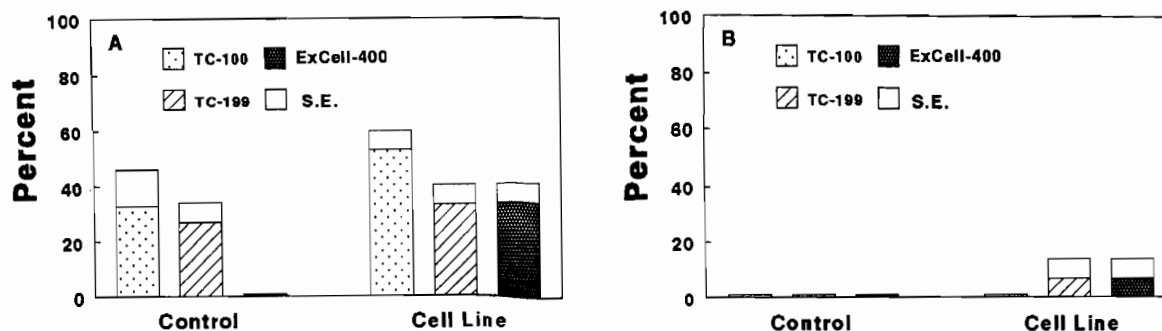 A
TC-100 ExCell-400
TC-199 S.E.
Percent
100
80
60
40
20
0
Control Cell Line
B
TC-100 ExCell-400
TC-199 S.E.
Percent
100
80
60
40
20
0
Control Cell Line